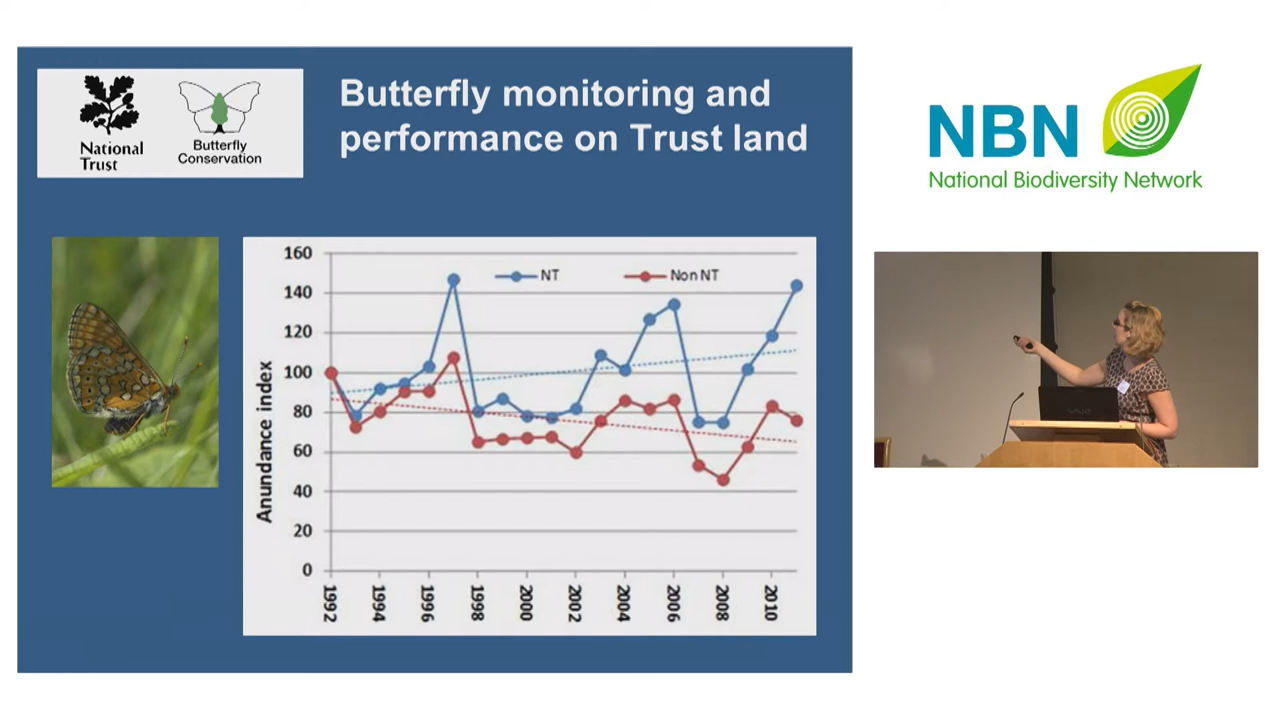 National
Trust
Butterfly
Conservation
Butterfly monitoring and
performance on Trust land
NBN
National Biodiversity Network
160
140
120
100
80
60
40
20
0
Anundance index
NT
Non NT
1992
1994
1996
1998
2000
2002
2004
2006
2008
2010